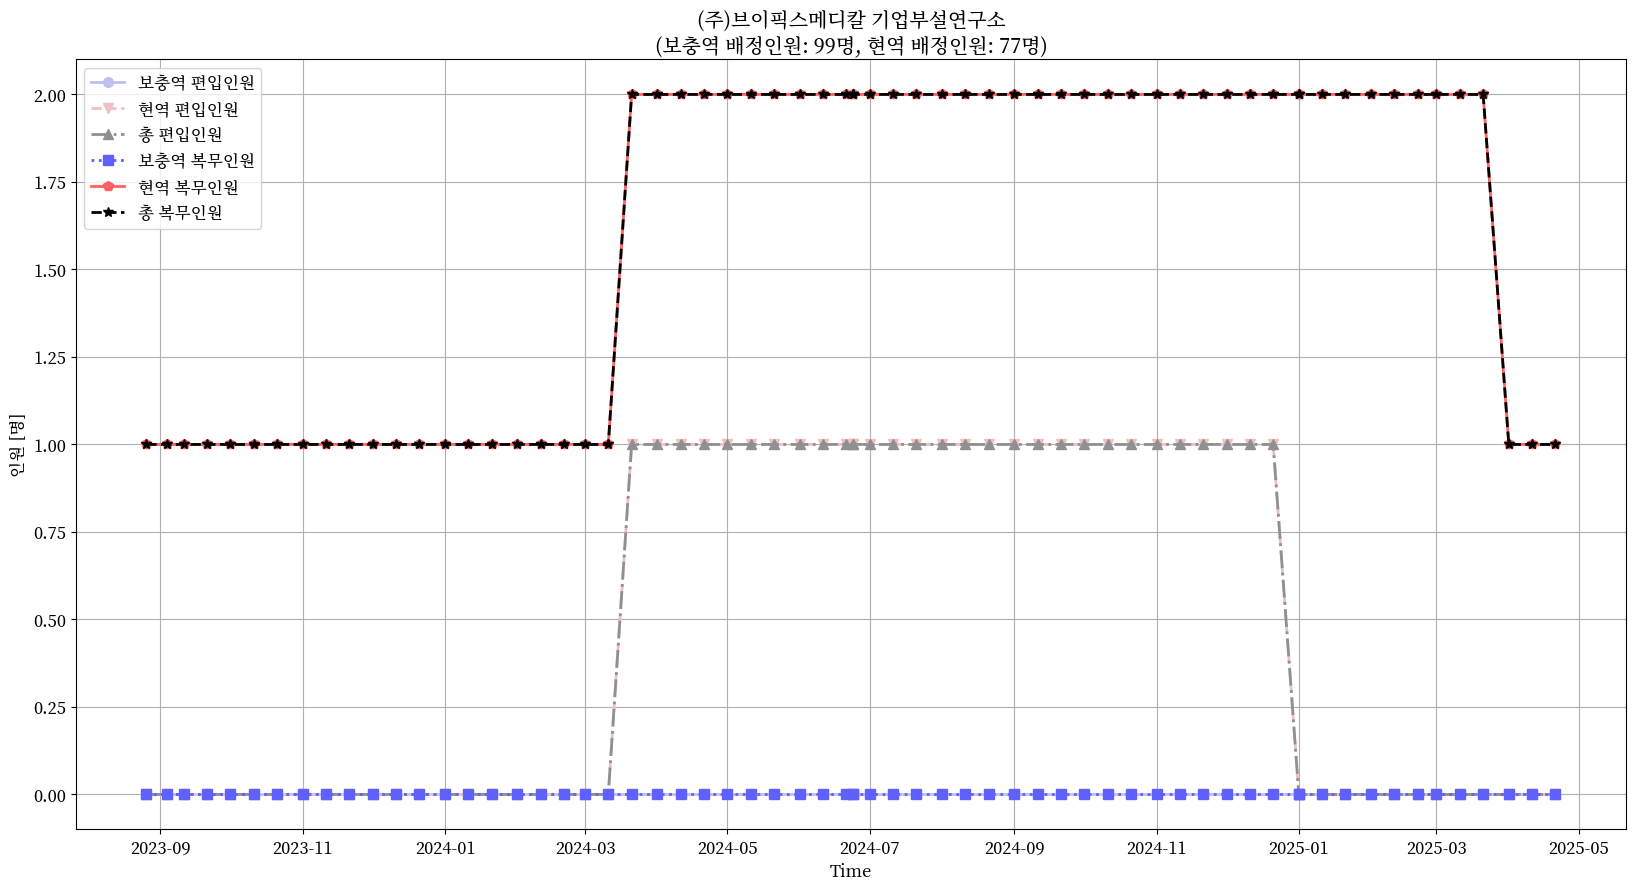 (주)브이픽스메디칼 기업부설연구소
(보충역 배정인원: 99명, 현역 배정인원: 77명)
보충역 편입인원
현역 편입인원
총 편입인원
보충역 복무인원
현역 복무인원
총 복무인원
2.00
1.75
1.50
1.25
1.00
0.75
0.50
0.25
0.00
인원 [명]
2023-09 2023-11 2024-01 2024-03 2024-05 2024-07 2024-09 2024-11 2025-01 2025-03 2025-05
Time